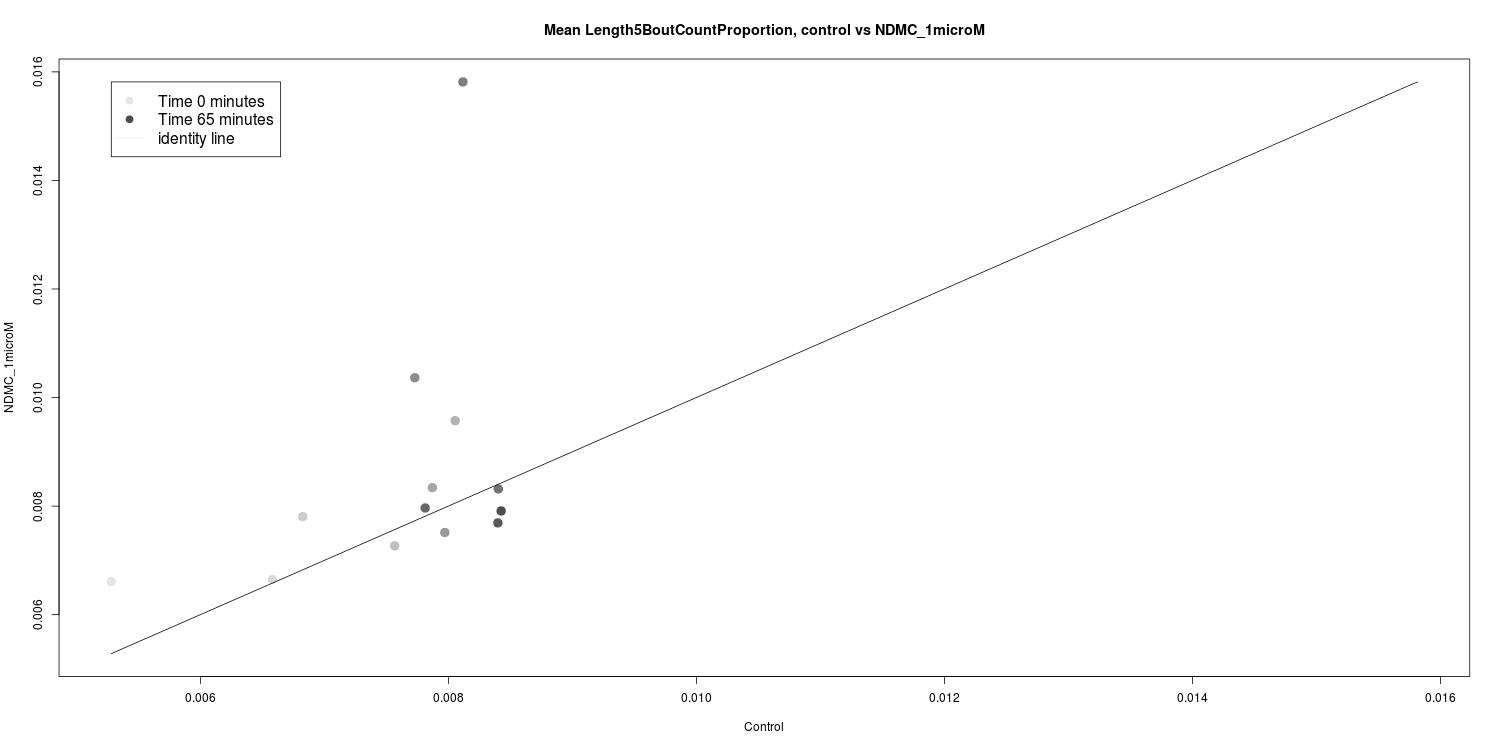 Mean Length5BoutCountProportion, control vs NDMC_1microM
Time 0 minutes
Time 65 minutes
identity line
NDMC_1microM
0.016
0.014
0.012
0.010
0.008
0.006
0.006
0.008
0.010
0.012
0.014
0.016
Control